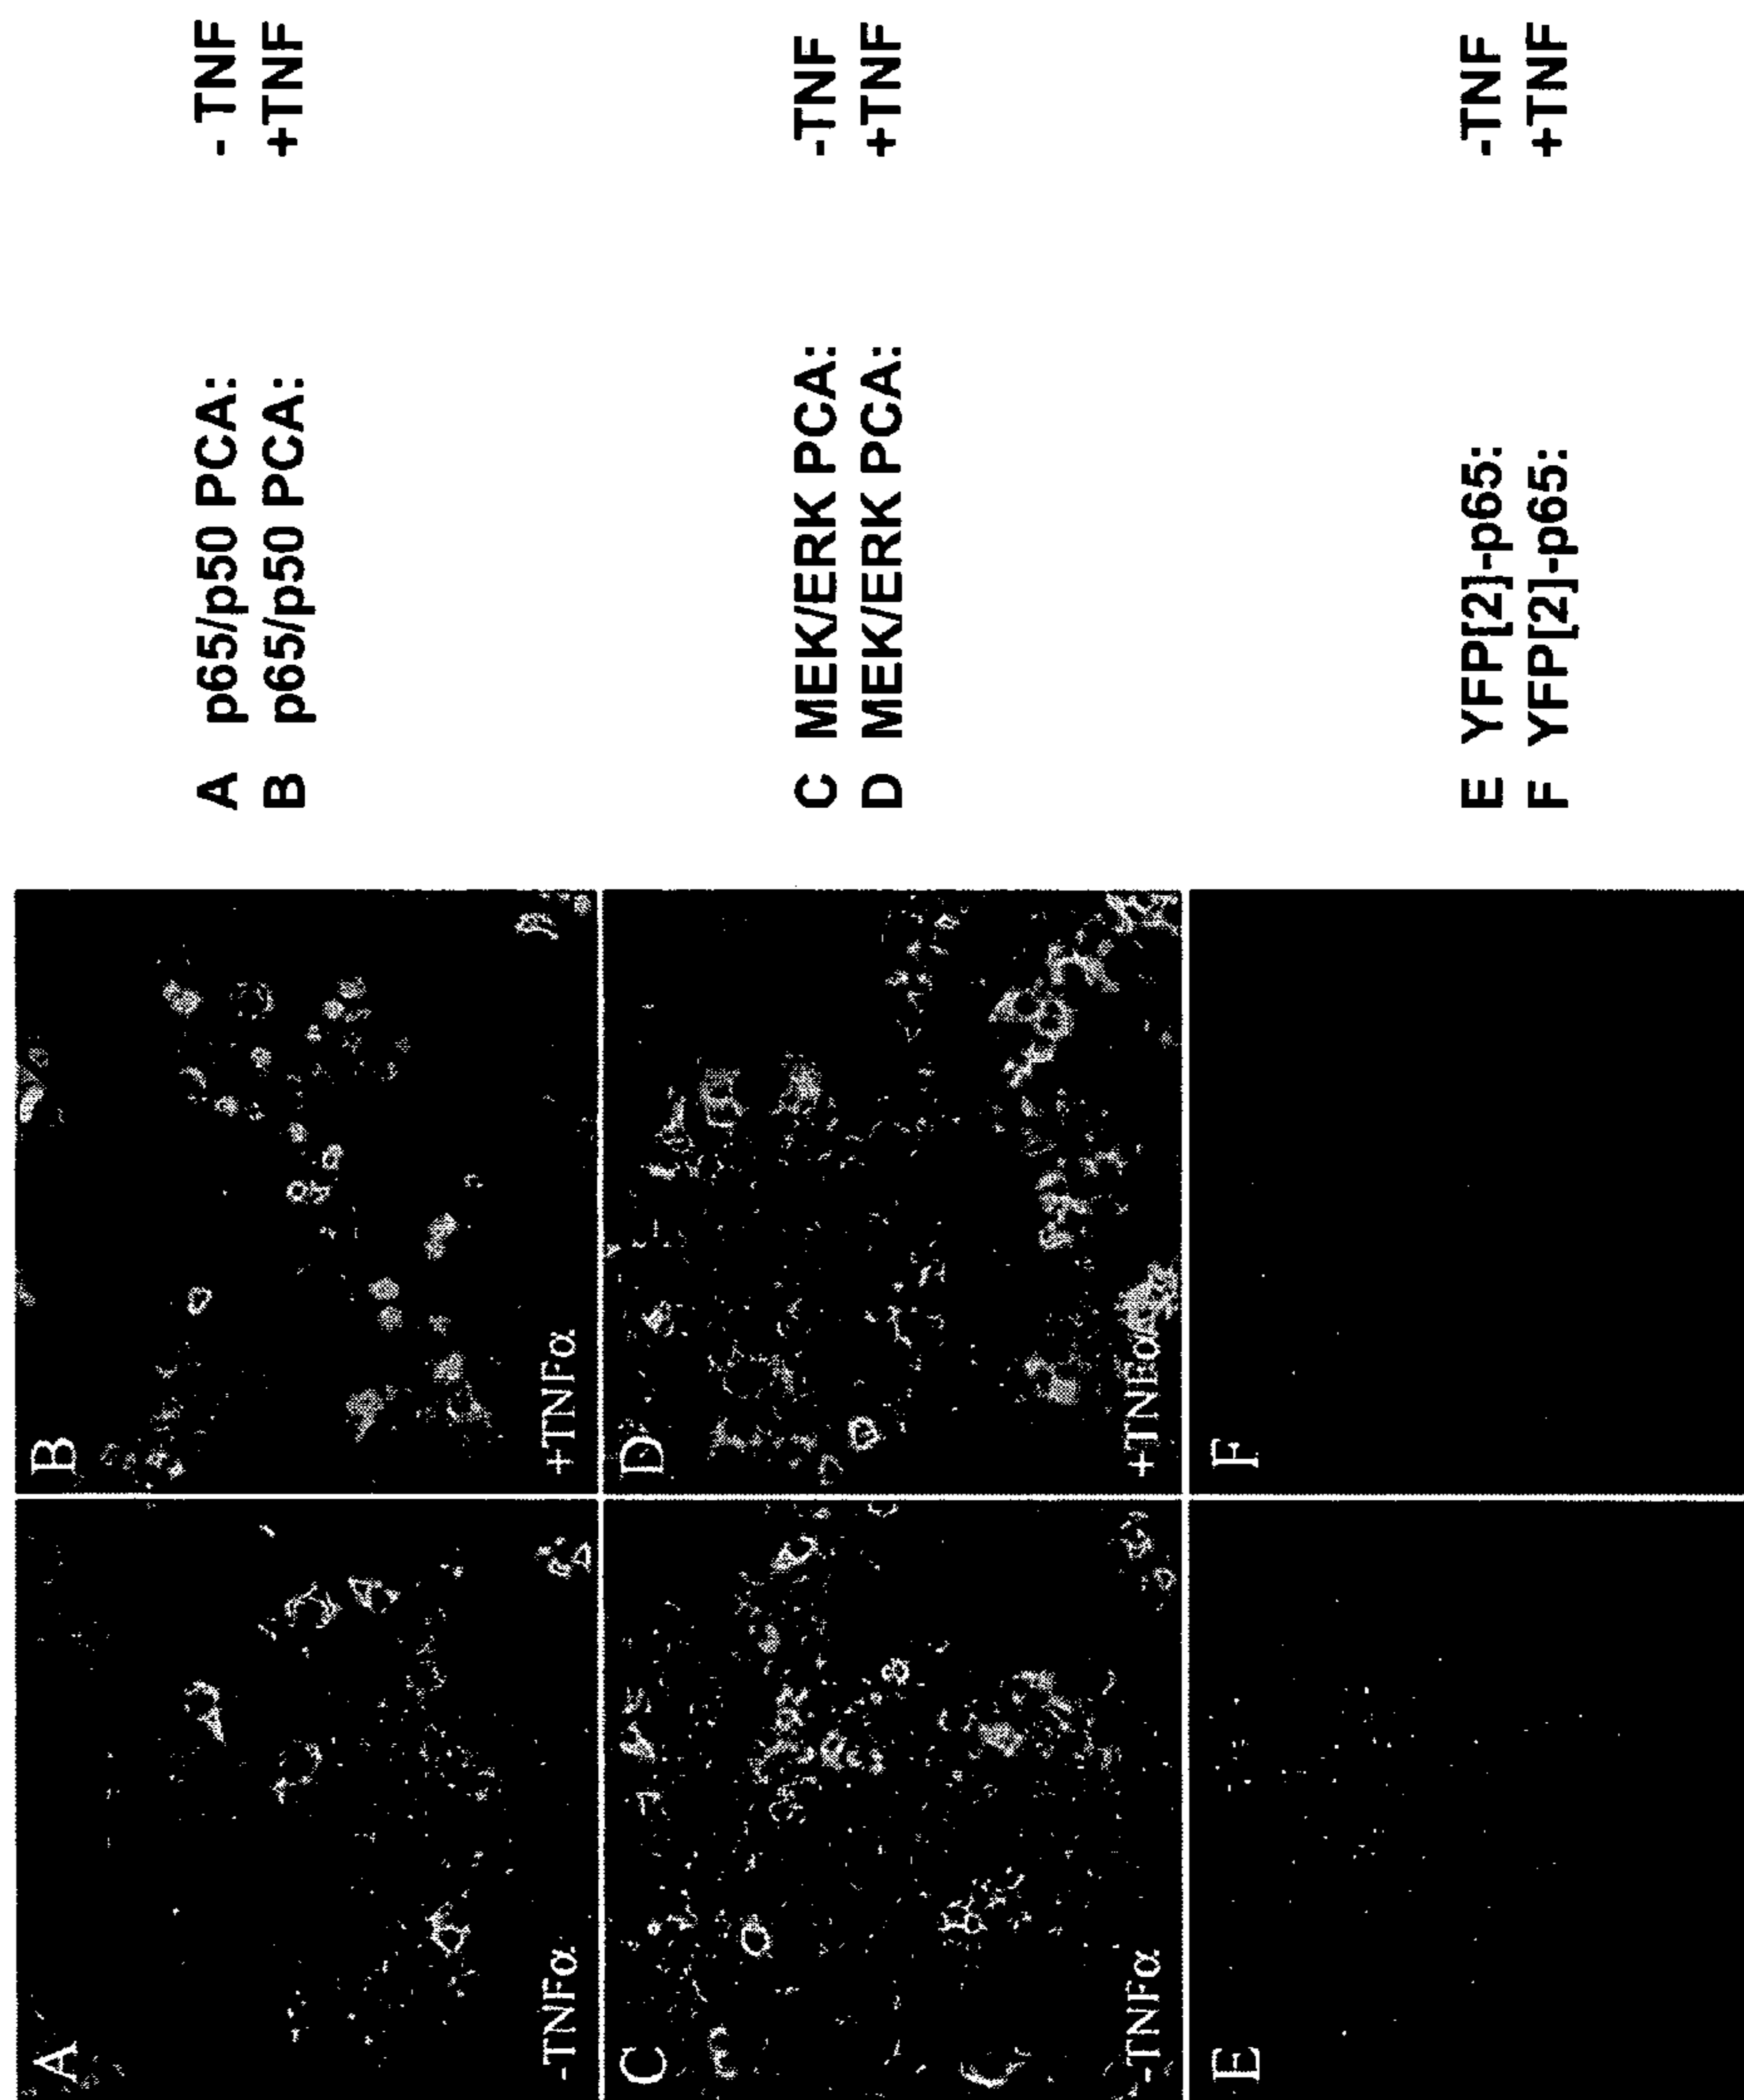 A
-TNFα
B
+TNFα
A p65/p50 PCA: - TNF
B p65/p50 PCA: +TNF
C
-TNFα
D
+TNFα
C MEK/ERK PCA: -TNF
D MEK/ERK PCA: +TNF
E
F
E YFP[2]-p65: -TNF
F YFP[2]-p65: +TNF